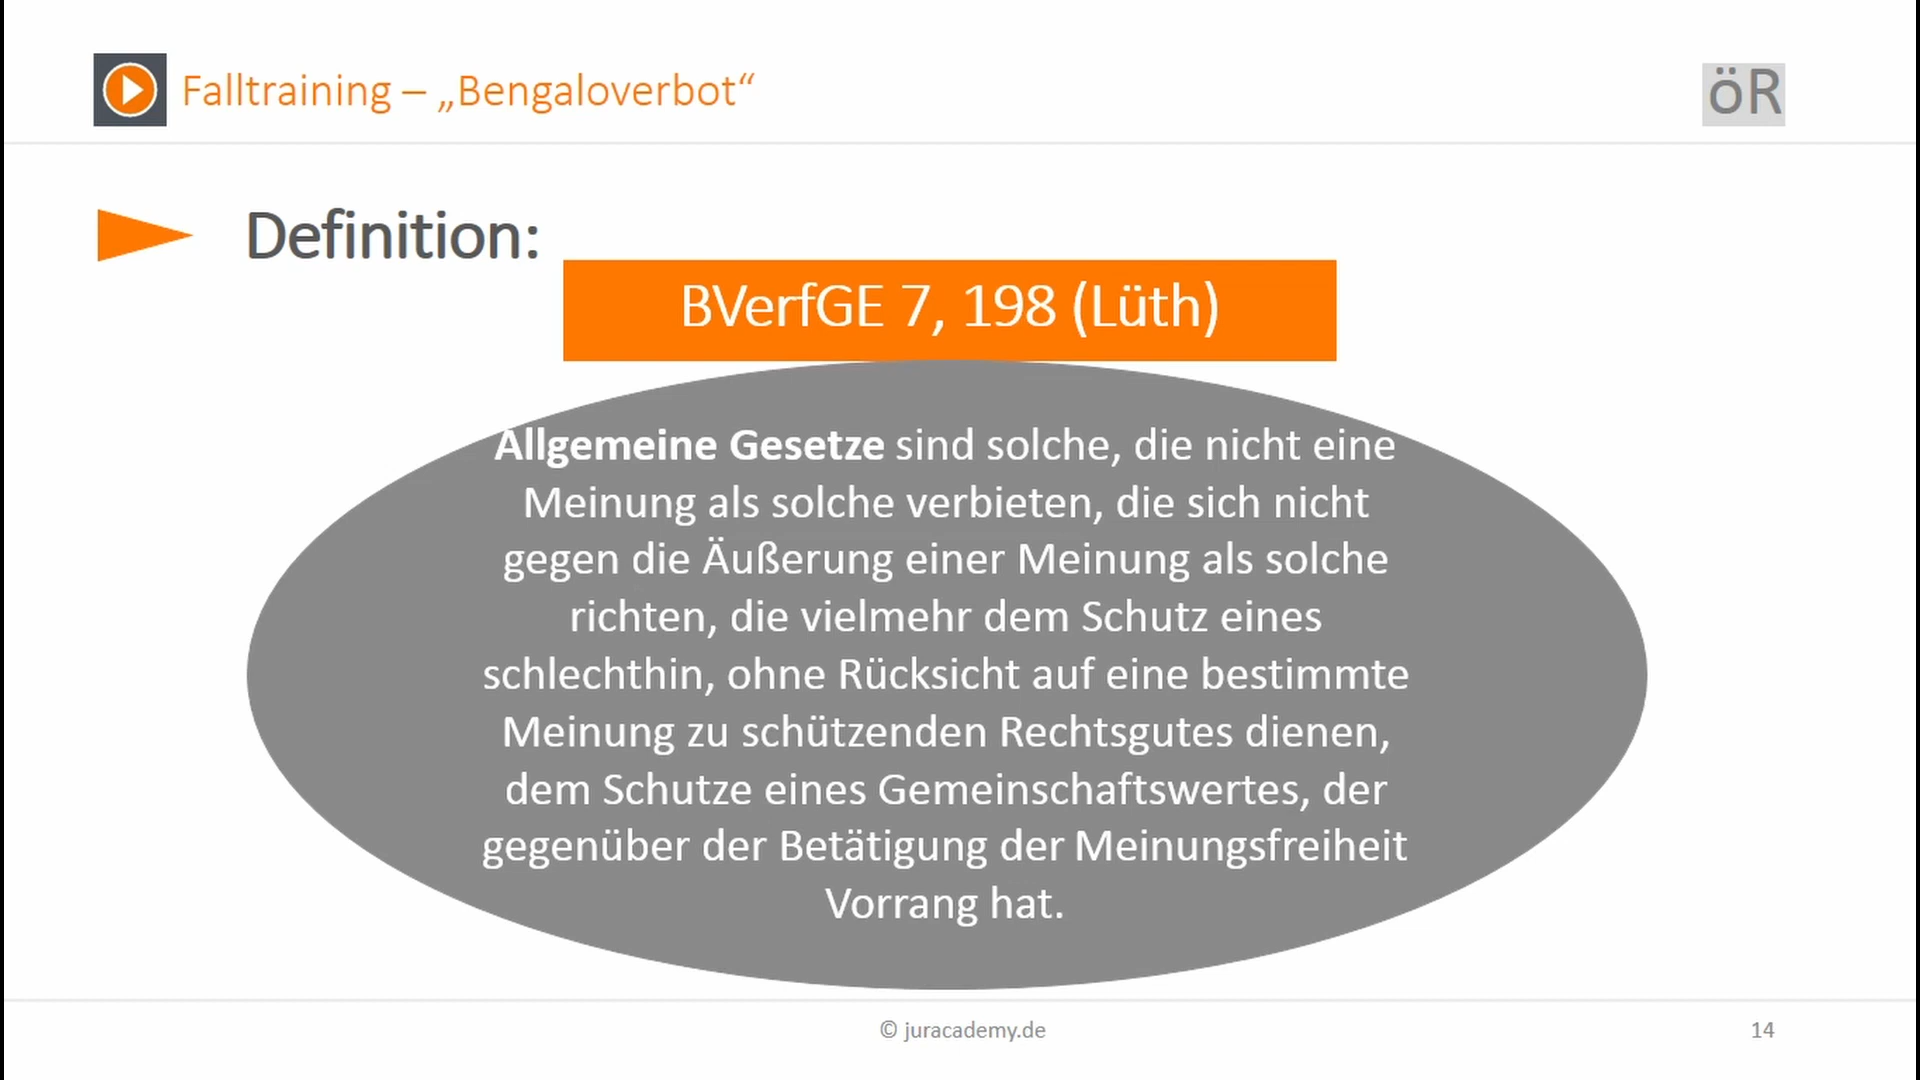 Falltraining – „Bengaloverbot“
öR
Definition:
BVerfGE 7, 198 (Lüth)
Allgemeine Gesetze sind solche, die nicht eine
Meinung als solche verbieten, die sich nicht
gegen die Äußerung einer Meinung als solche
richten, die vielmehr dem Schutz eines
schlechthin, ohne Rücksicht auf eine bestimmte
Meinung zu schützenden Rechtsgutes dienen,
dem Schutze eines Gemeinschaftswertes, der
gegenüber der Betätigung der Meinungsfreiheit
Vorrang hat.
© juracademy.de
14